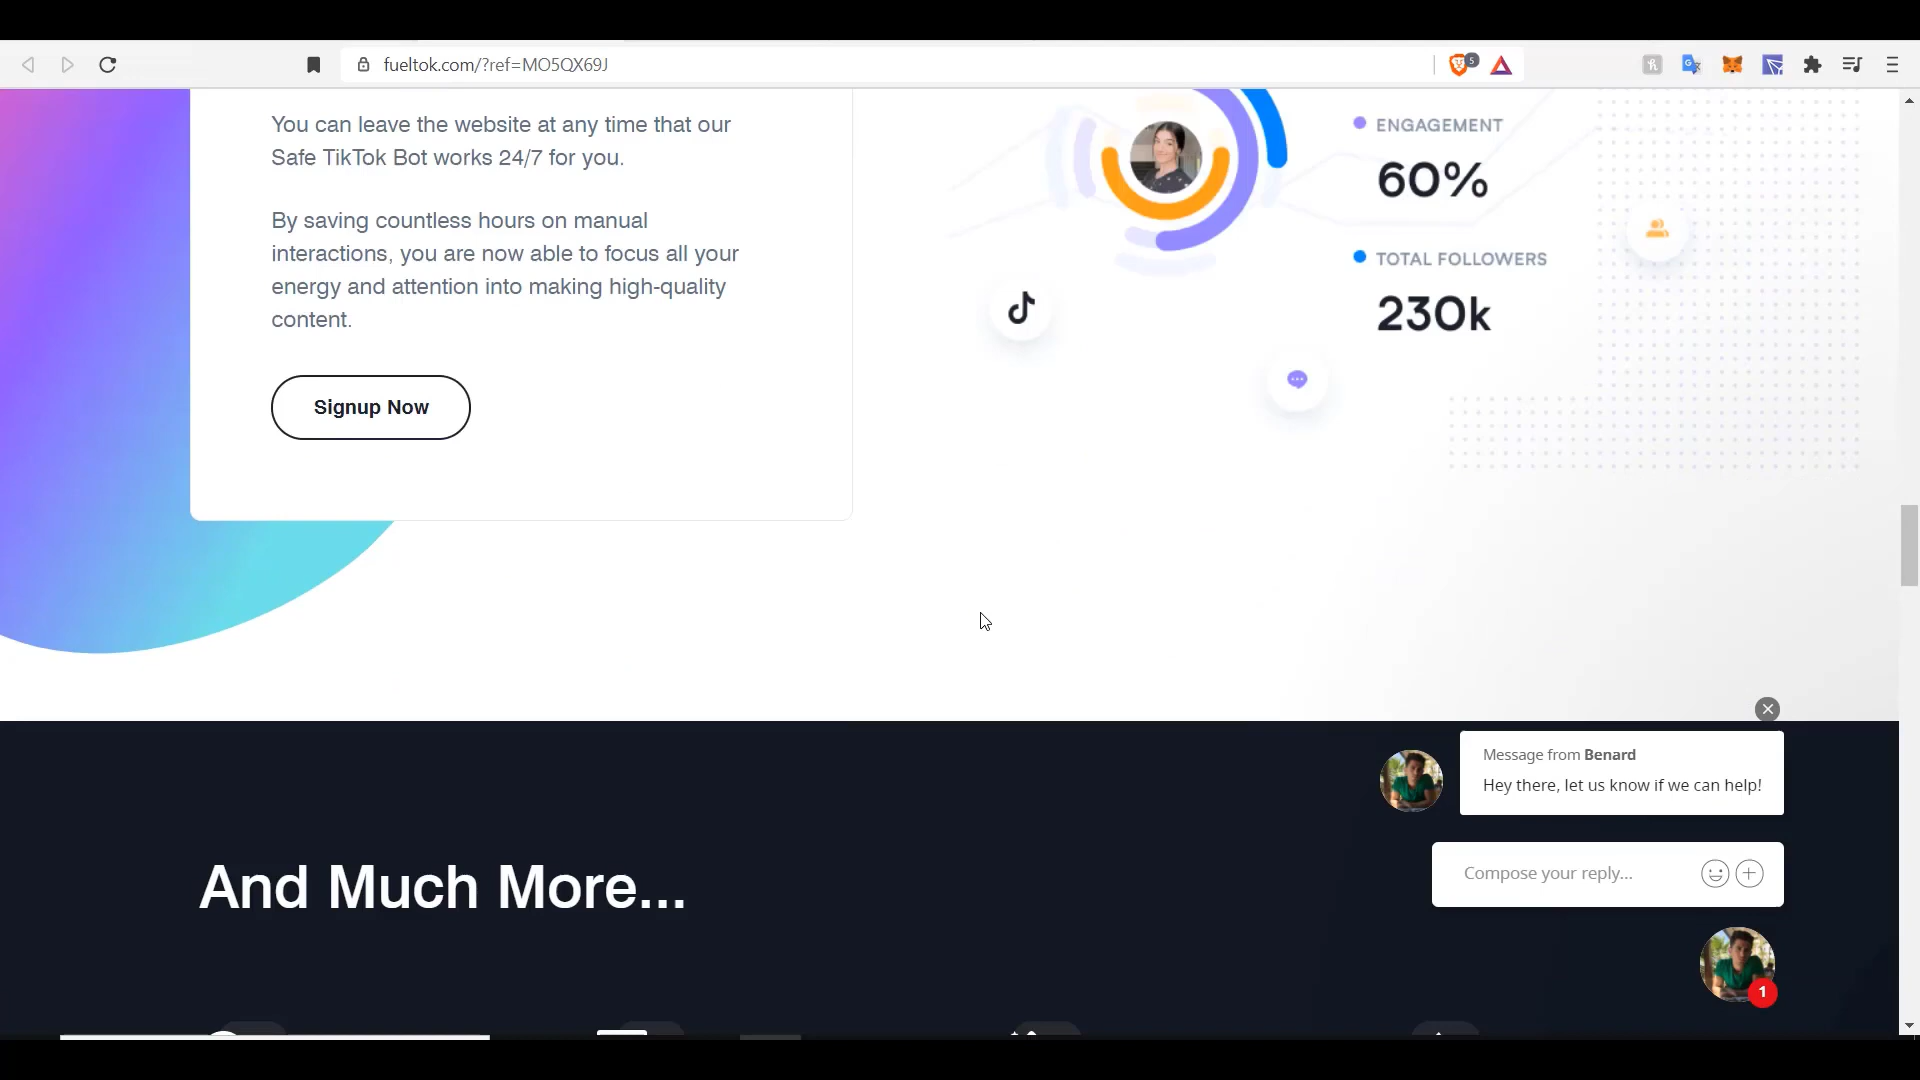 fueltok.com/?ref=MO5QX69J
5
You can leave the website at any time that our
Safe TikTok Bot works 24/7 for you.
By saving countless hours on manual
interactions, you are now able to focus all your
energy and attention into making high-quality
content.
Signup Now
ENGAGEMENT
60%
TOTAL FOLLOWERS
230k
Message from Benard
Hey there, let us know if we can help!
Compose your reply...
1
And Much More...